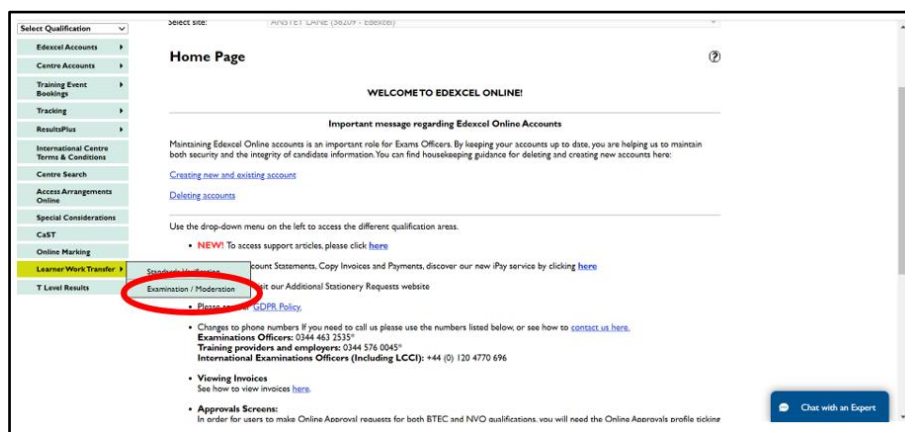 Select site: ANSTEY LANE (58209 - Edexcel)
Select Qualification
Edexcel Accounts
Centre Accounts
Training Event
Bookings
Tracking
ResultsPlus
International Centre
Terms & Conditions
Centre Search
Access Arrangements
Online
Special Considerations
CaST
Online Marking
Learner Work Transfer
T Level Results
Standards Verification
Examination / Moderation
Home Page
WELCOME TO EDEXCEL ONLINE!
Important message regarding Edexcel Online Accounts
Maintaining Edexcel Online accounts is an important role for Exams Officers. By keeping your accounts up to date, you are helping us to maintain
both security and the integrity of candidate information. You can find housekeeping guidance for deleting and creating new accounts here:
Creating new and existing account
Deleting accounts
Use the drop-down menu on the left to access the different qualification areas.
NEW! To access support articles, please click here
count Statements, Copy Invoices and Payments, discover our new iPay service by clicking here
sit our Additional Stationery Requests website
Please our GDPR Policy.
Changes to phone numbers If you need to call us please use the numbers listed below, or see how to contact us here.
Examinations Officers: 0344 463 2535*
Training providers and employers: 0344 576 0045*
International Examinations Officers (Including LCCI): +44 (0) 120 4770 696
Viewing Invoices
See how to view invoices here.
Approvals Screens:
In order for users to make Online Approval requests for both BTEC and NVQ qualifications, you will need the Online Approvals profile ticking
Chat with an Expert